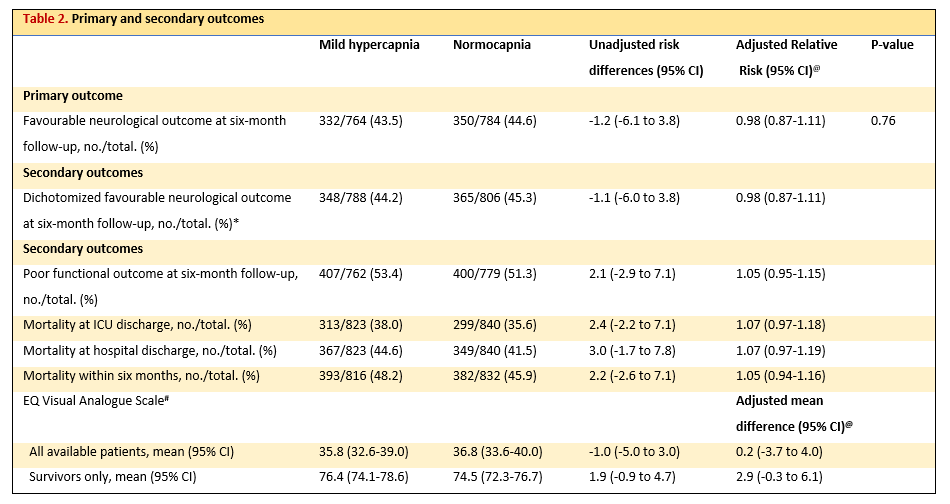 Table 2. Primary and secondary outcomes
Mild hypercapnia Normocapnia Unadjusted risk Adjusted Relative P-value
differences (95% CI) Risk (95% CI)@
Primary outcome
Favourable neurological outcome at six-month 332/764 (43.5) 350/784 (44.6) -1.2 (-6.1 to 3.8) 0.98 (0.87-1.11) 0.76
follow-up, no./total. (%)
Secondary outcomes
Dichotomized favourable neurological outcome 348/788 (44.2) 365/806 (45.3) -1.1 (-6.0 to 3.8) 0.98 (0.87-1.11)
at six-month follow-up, no./total. (%)*
Secondary outcomes
Poor functional outcome at six-month follow-up, 407/762 (53.4) 400/779 (51.3) 2.1 (-2.9 to 7.1) 1.05 (0.95-1.15)
no./total. (%)
Mortality at ICU discharge, no./total. (%) 313/823 (38.0) 299/840 (35.6) 2.4 (-2.2 to 7.1) 1.07 (0.97-1.18)
Mortality at hospital discharge, no./total. (%) 367/823 (44.6) 349/840 (41.5) 3.0 (-1.7 to 7.8) 1.07 (0.97-1.19)
Mortality within six months, no./total. (%) 393/816 (48.2) 382/832 (45.9) 2.2 (-2.6 to 7.1) 1.05 (0.94-1.16)
EQ Visual Analogue Scale# Adjusted mean
difference (95% CI)@
All available patients, mean (95% CI) 35.8 (32.6-39.0) 36.8 (33.6-40.0) -1.0 (-5.0 to 3.0) 0.2 (-3.7 to 4.0)
Survivors only, mean (95% CI) 76.4 (74.1-78.6) 74.5 (72.3-76.7) 1.9 (-0.9 to 4.7) 2.9 (-0.3 to 6.1)